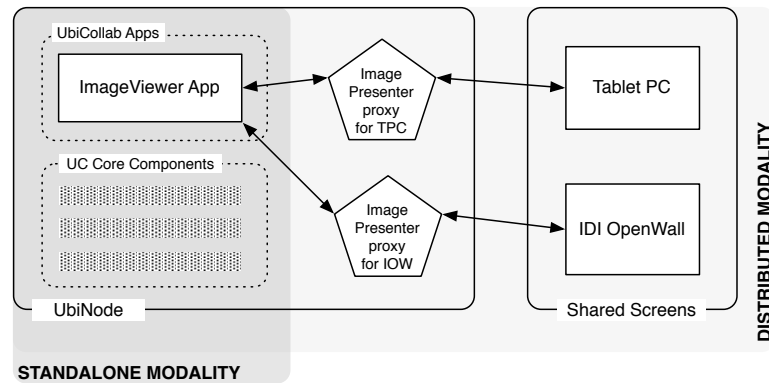 UbiCollab Apps
ImageViewer App
Image
Presenter
proxy
for TPC
Tablet PC
UC Core Components
Image
Presenter
proxy
for IOW
IDI OpenWall
UbiNode
Shared Screens
STANDALONE MODALITY
DISTRIBUTED MODALITY